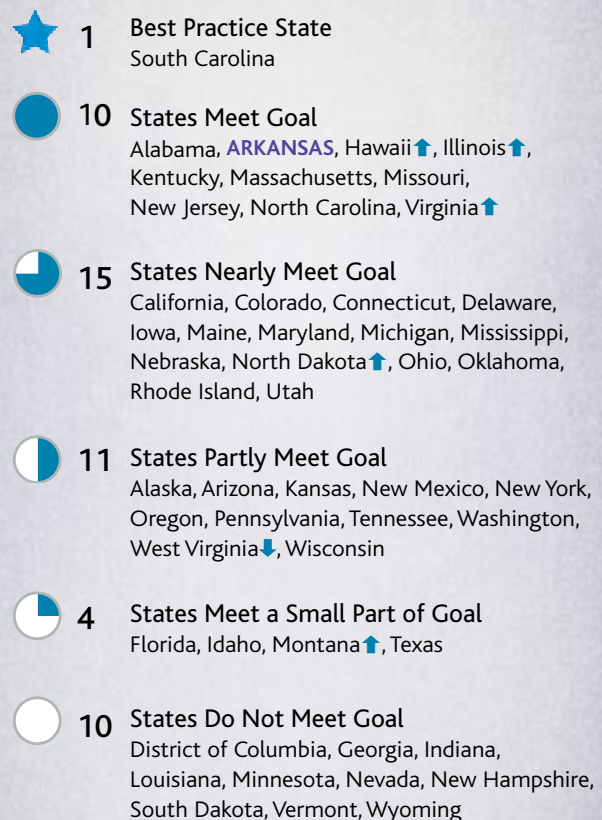 1 Best Practice State
South Carolina
10 States Meet Goal
Alabama, ARKANSAS, Hawaii⬆, Illinois⬆,
Kentucky, Massachusetts, Missouri,
New Jersey, North Carolina, Virginia⬆
15 States Nearly Meet Goal
California, Colorado, Connecticut, Delaware,
Iowa, Maine, Maryland, Michigan, Mississippi,
Nebraska, North Dakota⬆, Ohio, Oklahoma,
Rhode Island, Utah
11 States Partly Meet Goal
Alaska, Arizona, Kansas, New Mexico, New York,
Oregon, Pennsylvania, Tennessee, Washington,
West Virginia⬇, Wisconsin
4 States Meet a Small Part of Goal
Florida, Idaho, Montana⬆, Texas
10 States Do Not Meet Goal
District of Columbia, Georgia, Indiana,
Louisiana, Minnesota, Nevada, New Hampshire,
South Dakota, Vermont, Wyoming